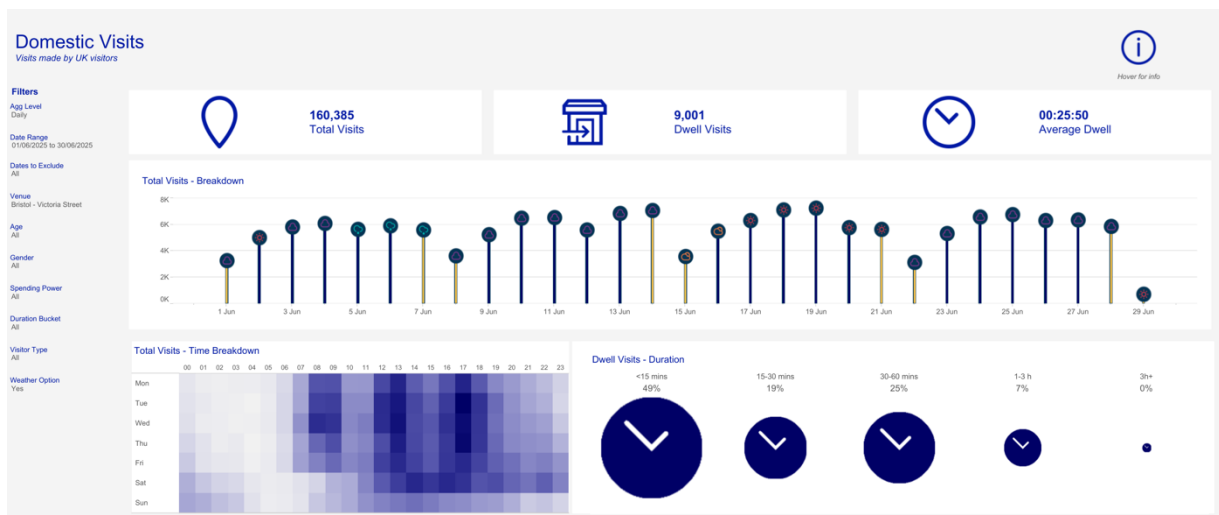 Domestic Visits
Visits made by UK visitors
Hover for info
Filters
Agg Level
Daily
Date Range
01/06/2025 to 30/06/2025
Dates to Exclude
All
Venue
Bristol - Victoria Street
Age
All
Gender
All
Spending Power
All
Duration Bucket
All
Visitor Type
All
Weather Option
Yes
160,385
Total Visits
9,001
Dwell Visits
00:25:50
Average Dwell
Total Visits - Breakdown
8K
6K
4K
2K
0K
1 Jun 3 Jun 5 Jun 7 Jun 9 Jun 11 Jun 13 Jun 15 Jun 17 Jun 19 Jun 21 Jun 23 Jun 25 Jun 27 Jun 29 Jun
Total Visits - Time Breakdown
00 01 02 03 04 05 06 07 08 09 10 11 12 13 14 15 16 17 18 19 20 21 22 23
Mon
Tue
Wed
Thu
Fri
Sat
Sun
Dwell Visits - Duration
<15 mins 15-30 mins 30-60 mins 1-3 h 3h+
49% 19% 25% 7% 0%